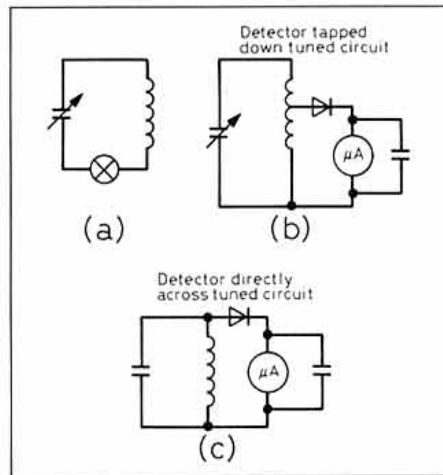 Detector tapped
down tuned circuit
μA
(a)
(b)
Detector directly
across tuned circuit
μA
(c)